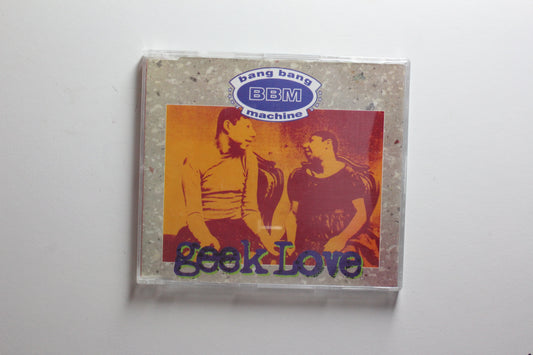 bang bang
BBM
machine
geek Love